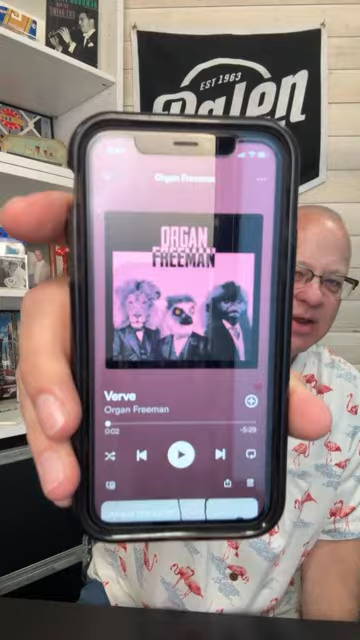 EST 1963
Palen
Organ Freeman
ORGAN
FREEMAN
Verve
Organ Freeman
0:02
-5:29